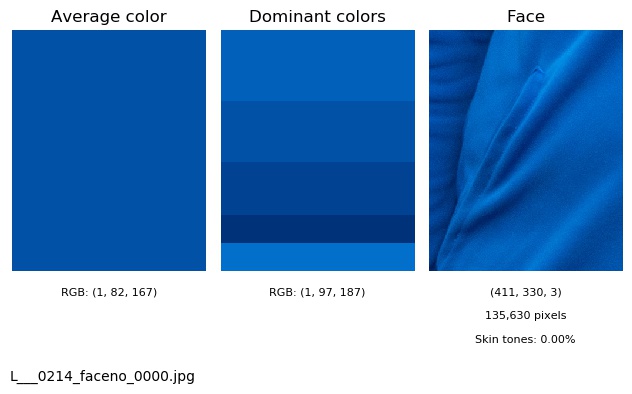 Average color
Dominant colors
Face
RGB: (1, 82, 167)
RGB: (1, 97, 187)
(411, 330, 3)
135,630 pixels
Skin tones: 0.00%
L___0214_faceno_0000.jpg